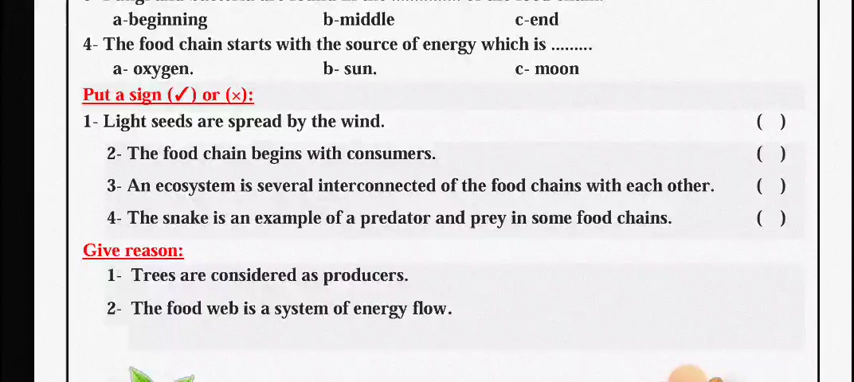 a-beginning b-middle c-end
4- The food chain starts with the source of energy which is .........
a- oxygen. b- sun. c- moon
Put a sign (✓) or (×):
1- Light seeds are spread by the wind. ( )
2- The food chain begins with consumers. ( )
3- An ecosystem is several interconnected of the food chains with each other. ( )
4- The snake is an example of a predator and prey in some food chains. ( )
Give reason:
1- Trees are considered as producers.
2- The food web is a system of energy flow.